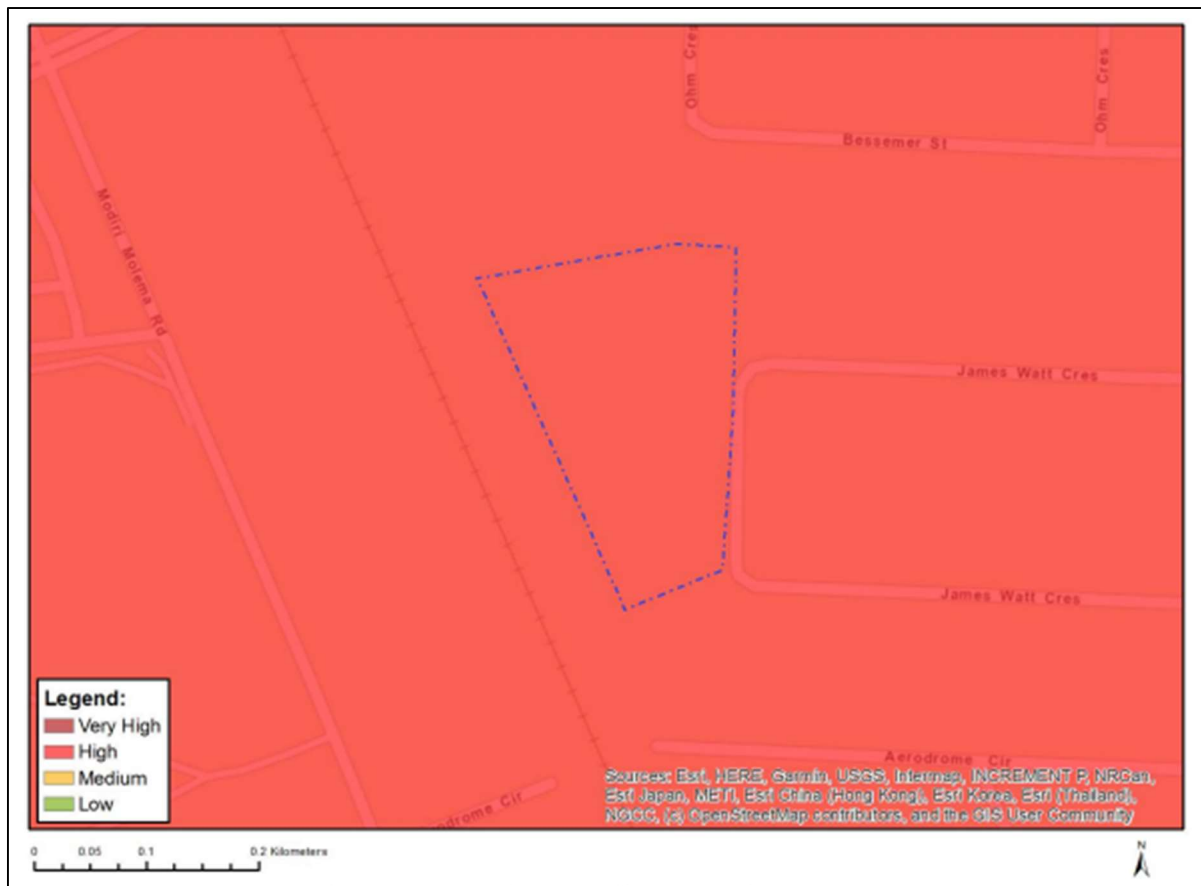 Ohm Cres
Ohm Cres
Bessemer St
Modiri Molema Rd
James Watt Cres
James Watt Cres
Aerodrome Cir
odrome Cir
Legend:
Very High
High
Medium
Low
Sources: Esri, HERE, Garmin, USGS, Intermap, INCREMENT P, NRCan,
Esri Japan, METI, Esri China (Hong Kong), Esri Korea, Esri (Thailand),
NGCC, (c) OpenStreetMap contributors, and the GIS User Community
0 0.05 0.1 0.2 Kilometers
N